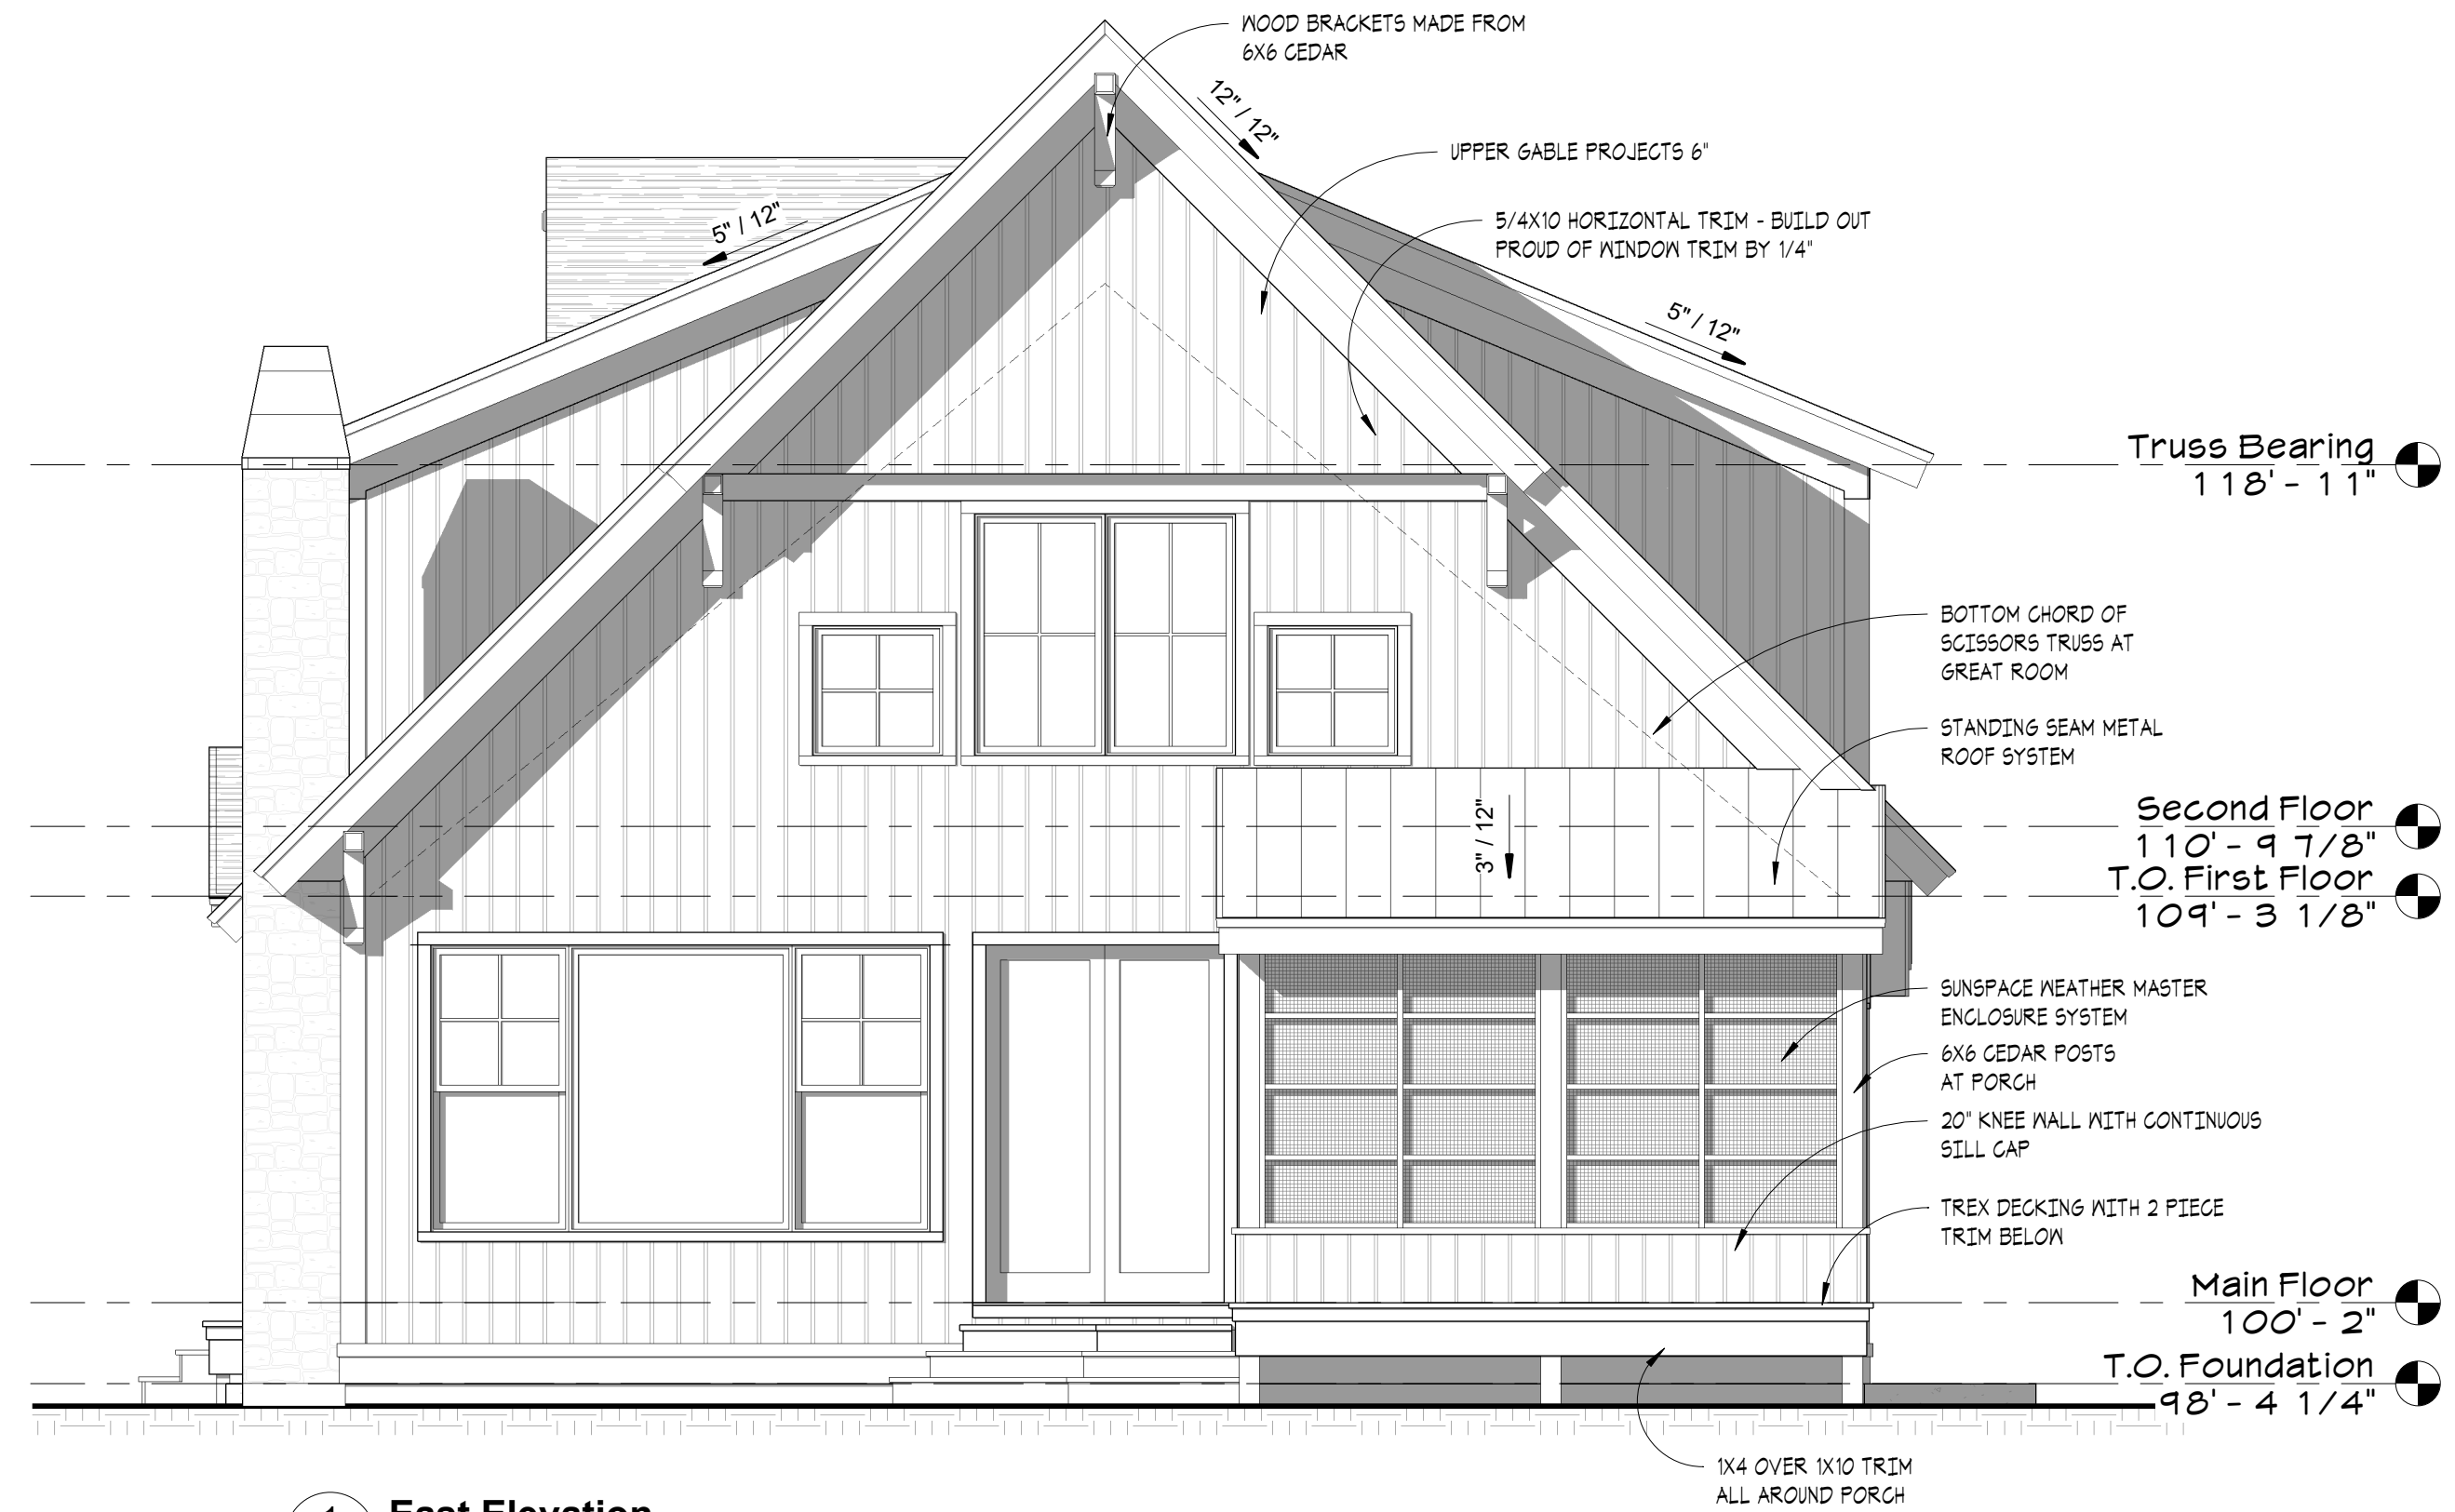 WOOD BRACKETS MADE FROM
6X6 CEDAR
12" / 12"
UPPER GABLE PROJECTS 6"
5/4X10 HORIZONTAL TRIM - BUILD OUT
PROUD OF WINDOW TRIM BY 1/4"
5" / 12"
5" / 12"
Truss Bearing
118' - 11"
BOTTOM CHORD OF
SCISSORS TRUSS AT
GREAT ROOM
STANDING SEAM METAL
ROOF SYSTEM
3" / 12"
Second Floor
110' - 9 7/8"
T.O. First Floor
109' - 3 1/8"
SUNSPACE WEATHER MASTER
ENCLOSURE SYSTEM
6X6 CEDAR POSTS
AT PORCH
20" KNEE WALL WITH CONTINUOUS
SILL CAP
TREX DECKING WITH 2 PIECE
TRIM BELOW
Main Floor
100' - 2"
T.O. Foundation
98' - 4 1/4"
1X4 OVER 1X10 TRIM
ALL AROUND PORCH
East Elevation